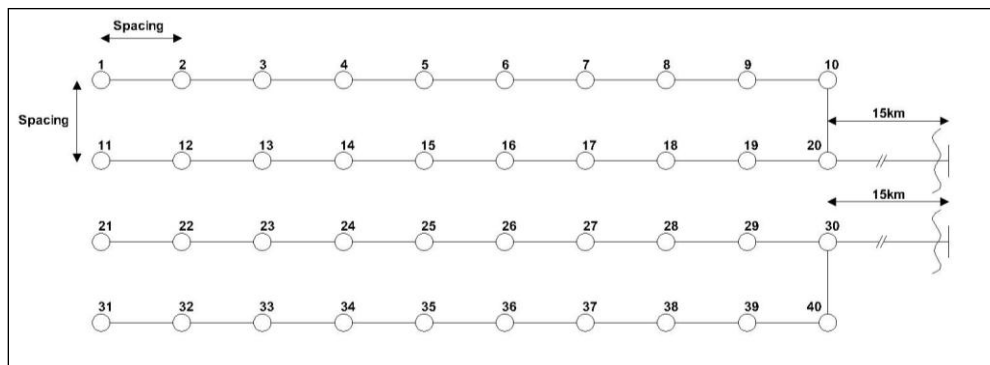 Spacing
1 2 3 4 5 6 7 8 9 10
Spacing
15km
11 12 13 14 15 16 17 18 19 20
15km
21 22 23 24 25 26 27 28 29 30
31 32 33 34 35 36 37 38 39 40